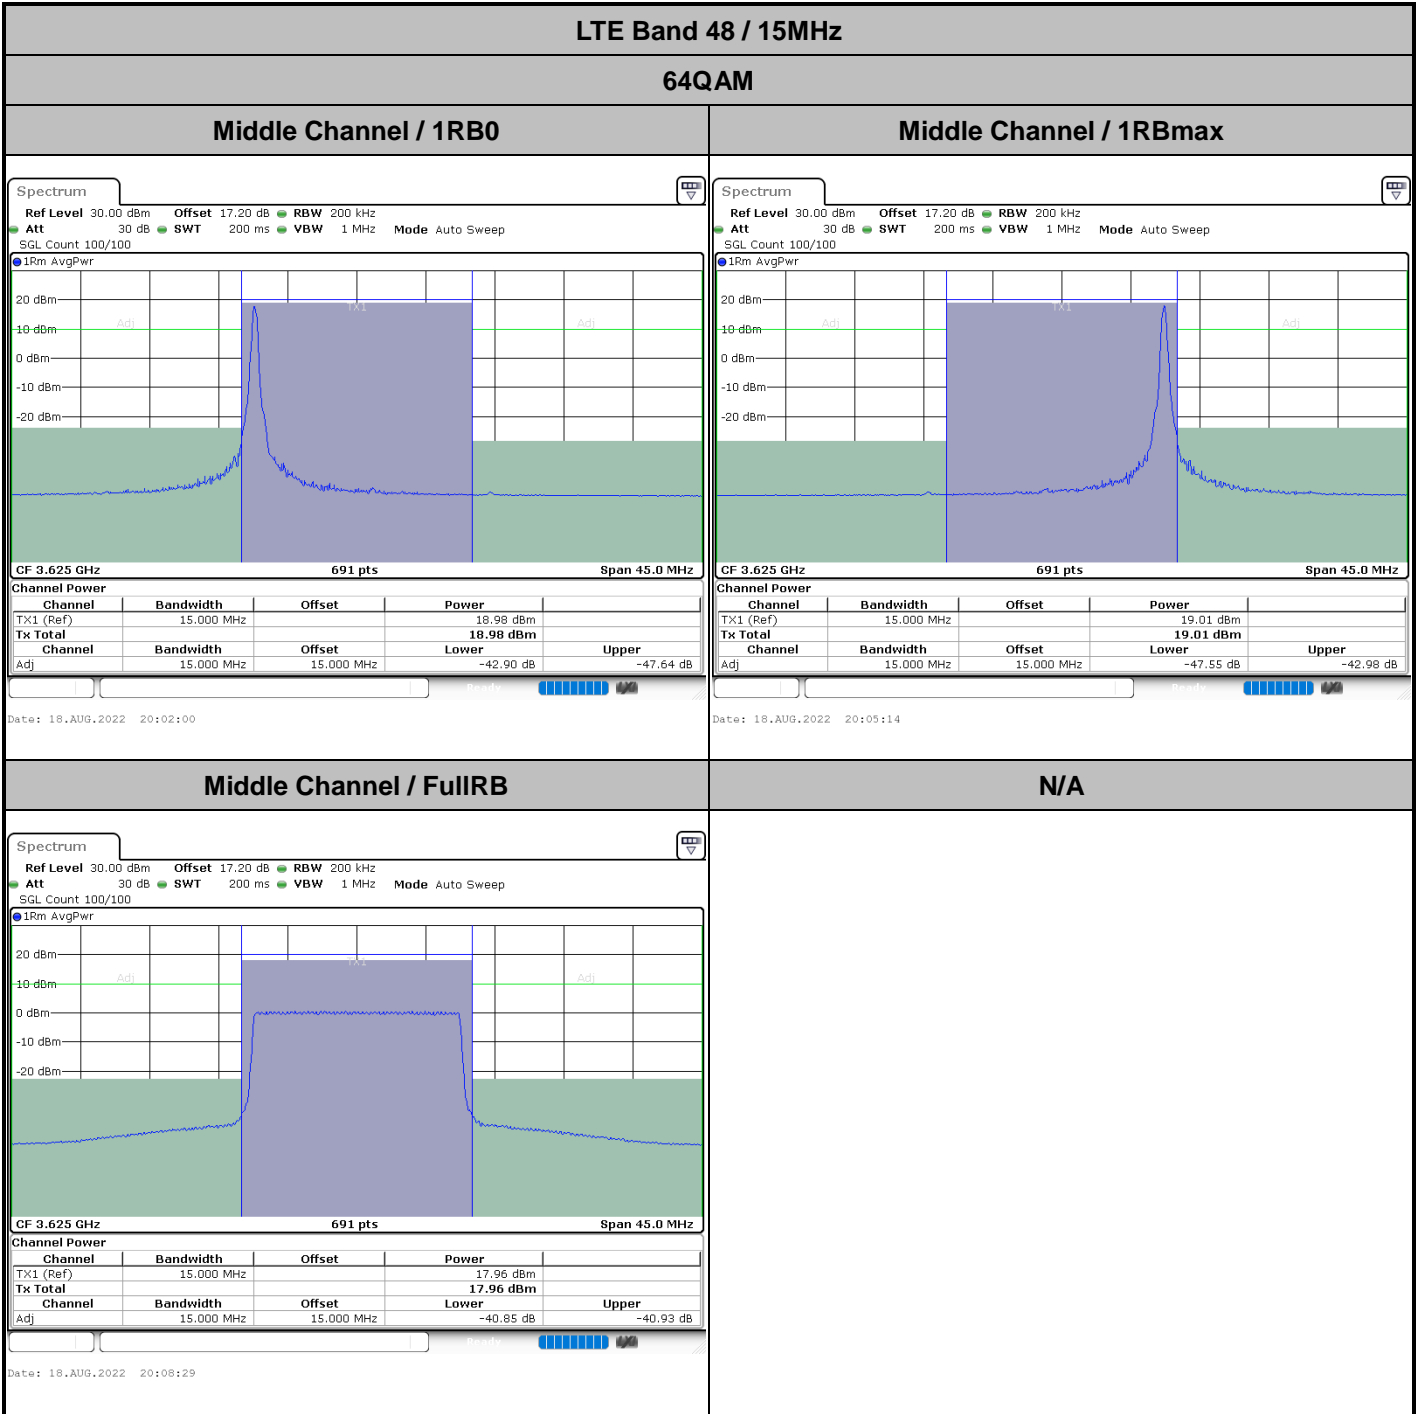 LTE Band 48 / 15MHz
64QAM
Middle Channel / 1RB0
Middle Channel / 1RBmax
Spectrum
Ref Level 30.00 dBm Offset 17.20 dB RBW 200 kHz
Att 30 dB SWT 200 ms VBW 1 MHz Mode Auto Sweep
SGL Count 100/100
1Rm AvgPwr
TX1
20 dBm
Adj
Adj
10 dBm
0 dBm
-10 dBm
-20 dBm
CF 3.625 GHz 691 pts Span 45.0 MHz
Channel Power
Channel Bandwidth Offset Power
TX1 (Ref) 15.000 MHz 18.98 dBm
Tx Total 18.98 dBm
Channel Bandwidth Offset Lower Upper
Adj 15.000 MHz 15.000 MHz -42.90 dB -47.64 dB
Ready
Date: 18.AUG.2022 20:02:00
Spectrum
Ref Level 30.00 dBm Offset 17.20 dB RBW 200 kHz
Att 30 dB SWT 200 ms VBW 1 MHz Mode Auto Sweep
SGL Count 100/100
1Rm AvgPwr
TX1
20 dBm
Adj
Adj
10 dBm
0 dBm
-10 dBm
-20 dBm
CF 3.625 GHz 691 pts Span 45.0 MHz
Channel Power
Channel Bandwidth Offset Power
TX1 (Ref) 15.000 MHz 19.01 dBm
Tx Total 19.01 dBm
Channel Bandwidth Offset Lower Upper
Adj 15.000 MHz 15.000 MHz -47.55 dB -42.98 dB
Ready
Date: 18.AUG.2022 20:05:14
Middle Channel / FullRB
N/A
Spectrum
Ref Level 30.00 dBm Offset 17.20 dB RBW 200 kHz
Att 30 dB SWT 200 ms VBW 1 MHz Mode Auto Sweep
SGL Count 100/100
1Rm AvgPwr
20 dBm
TX1
Adj
Adj
10 dBm
0 dBm
-10 dBm
-20 dBm
CF 3.625 GHz 691 pts Span 45.0 MHz
Channel Power
Channel Bandwidth Offset Power
TX1 (Ref) 15.000 MHz 17.96 dBm
Tx Total 17.96 dBm
Channel Bandwidth Offset Lower Upper
Adj 15.000 MHz 15.000 MHz -40.85 dB -40.93 dB
Ready
Date: 18.AUG.2022 20:08:29